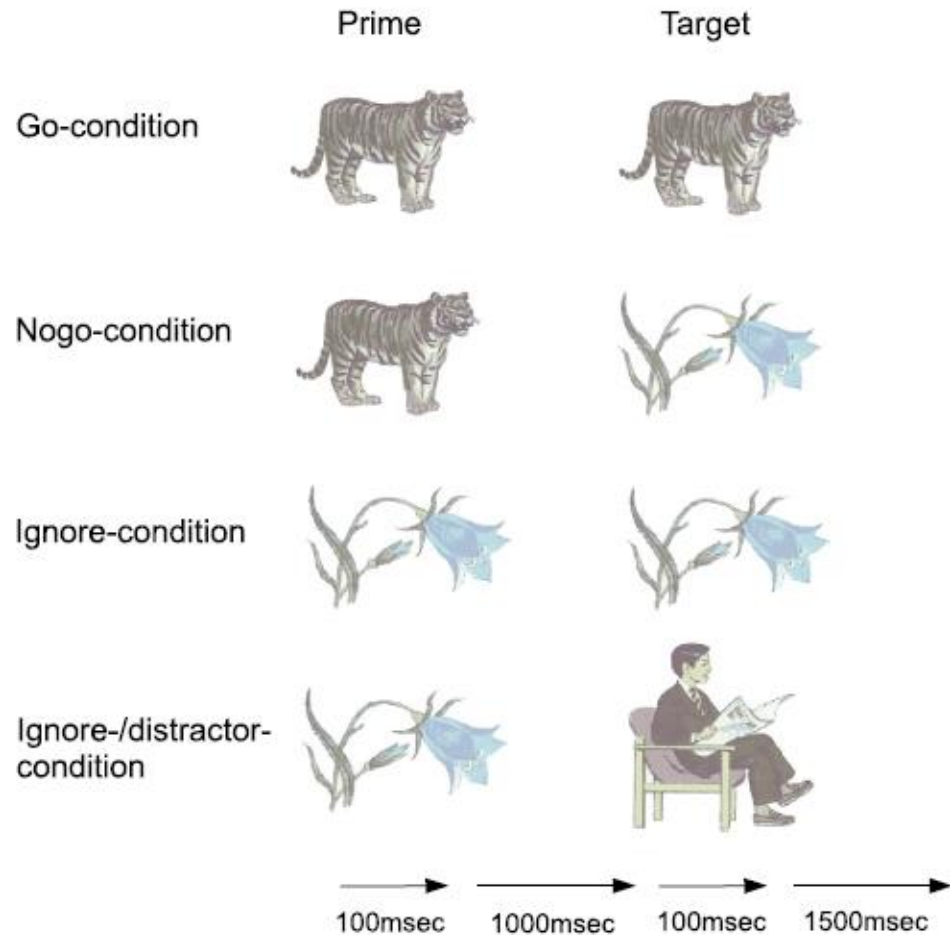 Prime Target
Go-condition
Nogo-condition
Ignore-condition
Ignore-/distractor-
condition
100msec 1000msec 100msec 1500msec